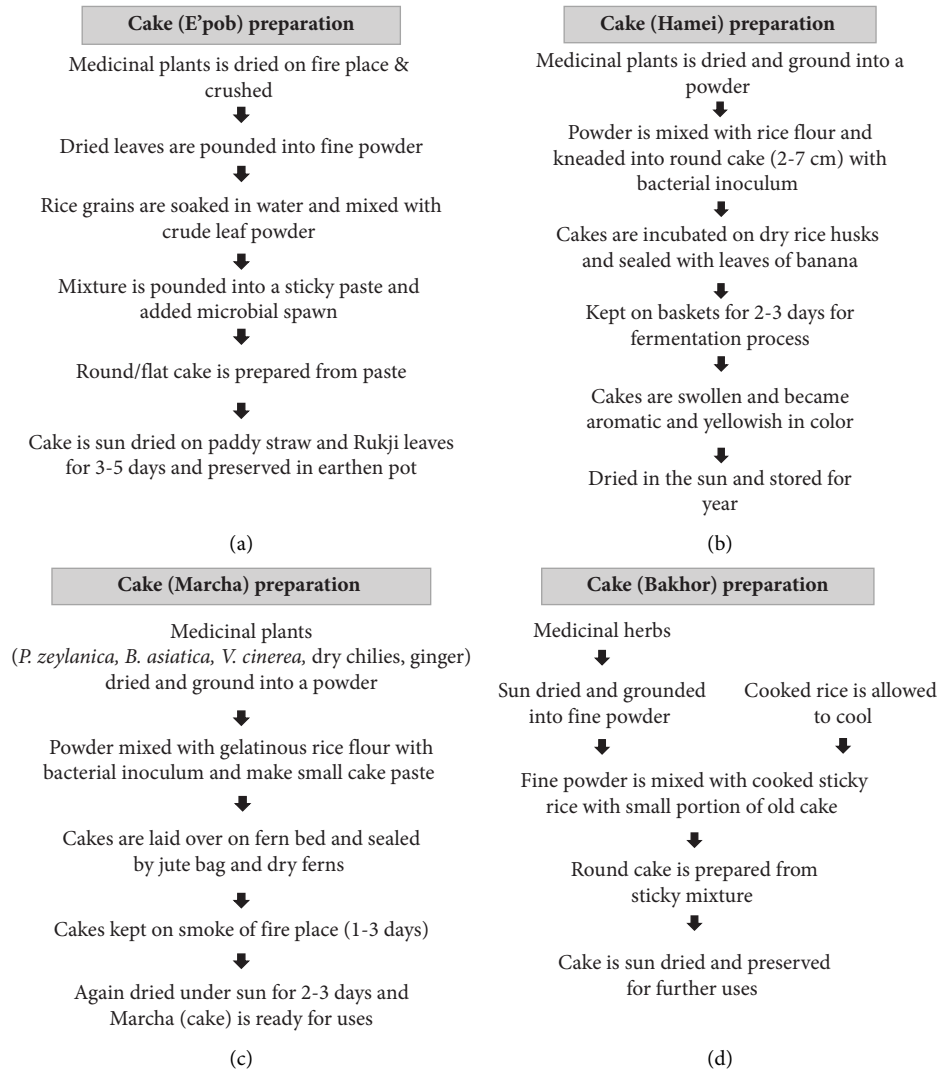 Cake (E'pob) preparation
Medicinal plants is dried on fire place &
crushed
Dried leaves are pounded into fine powder
Rice grains are soaked in water and mixed with
crude leaf powder
Mixture is pounded into a sticky paste and
added microbial spawn
Round/flat cake is prepared from paste
Cake is sun dried on paddy straw and Rukji leaves
for 3-5 days and preserved in earthen pot
(a)
Cake (Hamei) preparation
Medicinal plants is dried and ground into a
powder
Powder is mixed with rice flour and
kneaded into round cake (2-7 cm) with
bacterial inoculum
Cakes are incubated on dry rice husks
and sealed with leaves of banana
Kept on baskets for 2-3 days for
fermentation process
Cakes are swollen and became
aromatic and yellowish in color
Dried in the sun and stored for
year
(b)
Cake (Marcha) preparation
Medicinal plants
(P. zeylanica, B. asiatica, V. cinerea, dry chilies, ginger)
dried and ground into a powder
Powder mixed with gelatinous rice flour with
bacterial inoculum and make small cake paste
Cakes are laid over on fern bed and sealed
by jute bag and dry ferns
Cakes kept on smoke of fire place (1-3 days)
Again dried under sun for 2-3 days and
Marcha (cake) is ready for uses
(c)
Cake (Bakhor) preparation
Medicinal herbs
Sun dried and grounded
into fine powder
Cooked rice is allowed
to cool
Fine powder is mixed with cooked sticky
rice with small portion of old cake
Round cake is prepared from
sticky mixture
Cake is sun dried and preserved
for further uses
(d)